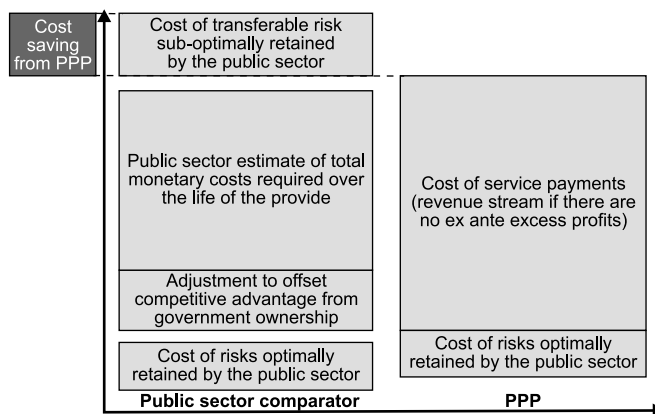 Cost
saving
from PPP
Cost of transferable risk
sub-optimally retained
by the public sector
Public sector estimate of total
monetary costs required over
the life of the provide
Adjustment to offset
competitive advantage from
government ownership
Cost of risks optimally
retained by the public sector
Cost of service payments
(revenue stream if there are
no ex ante excess profits)
Cost of risks optimally
retained by the public sector
Public sector comparator
PPP